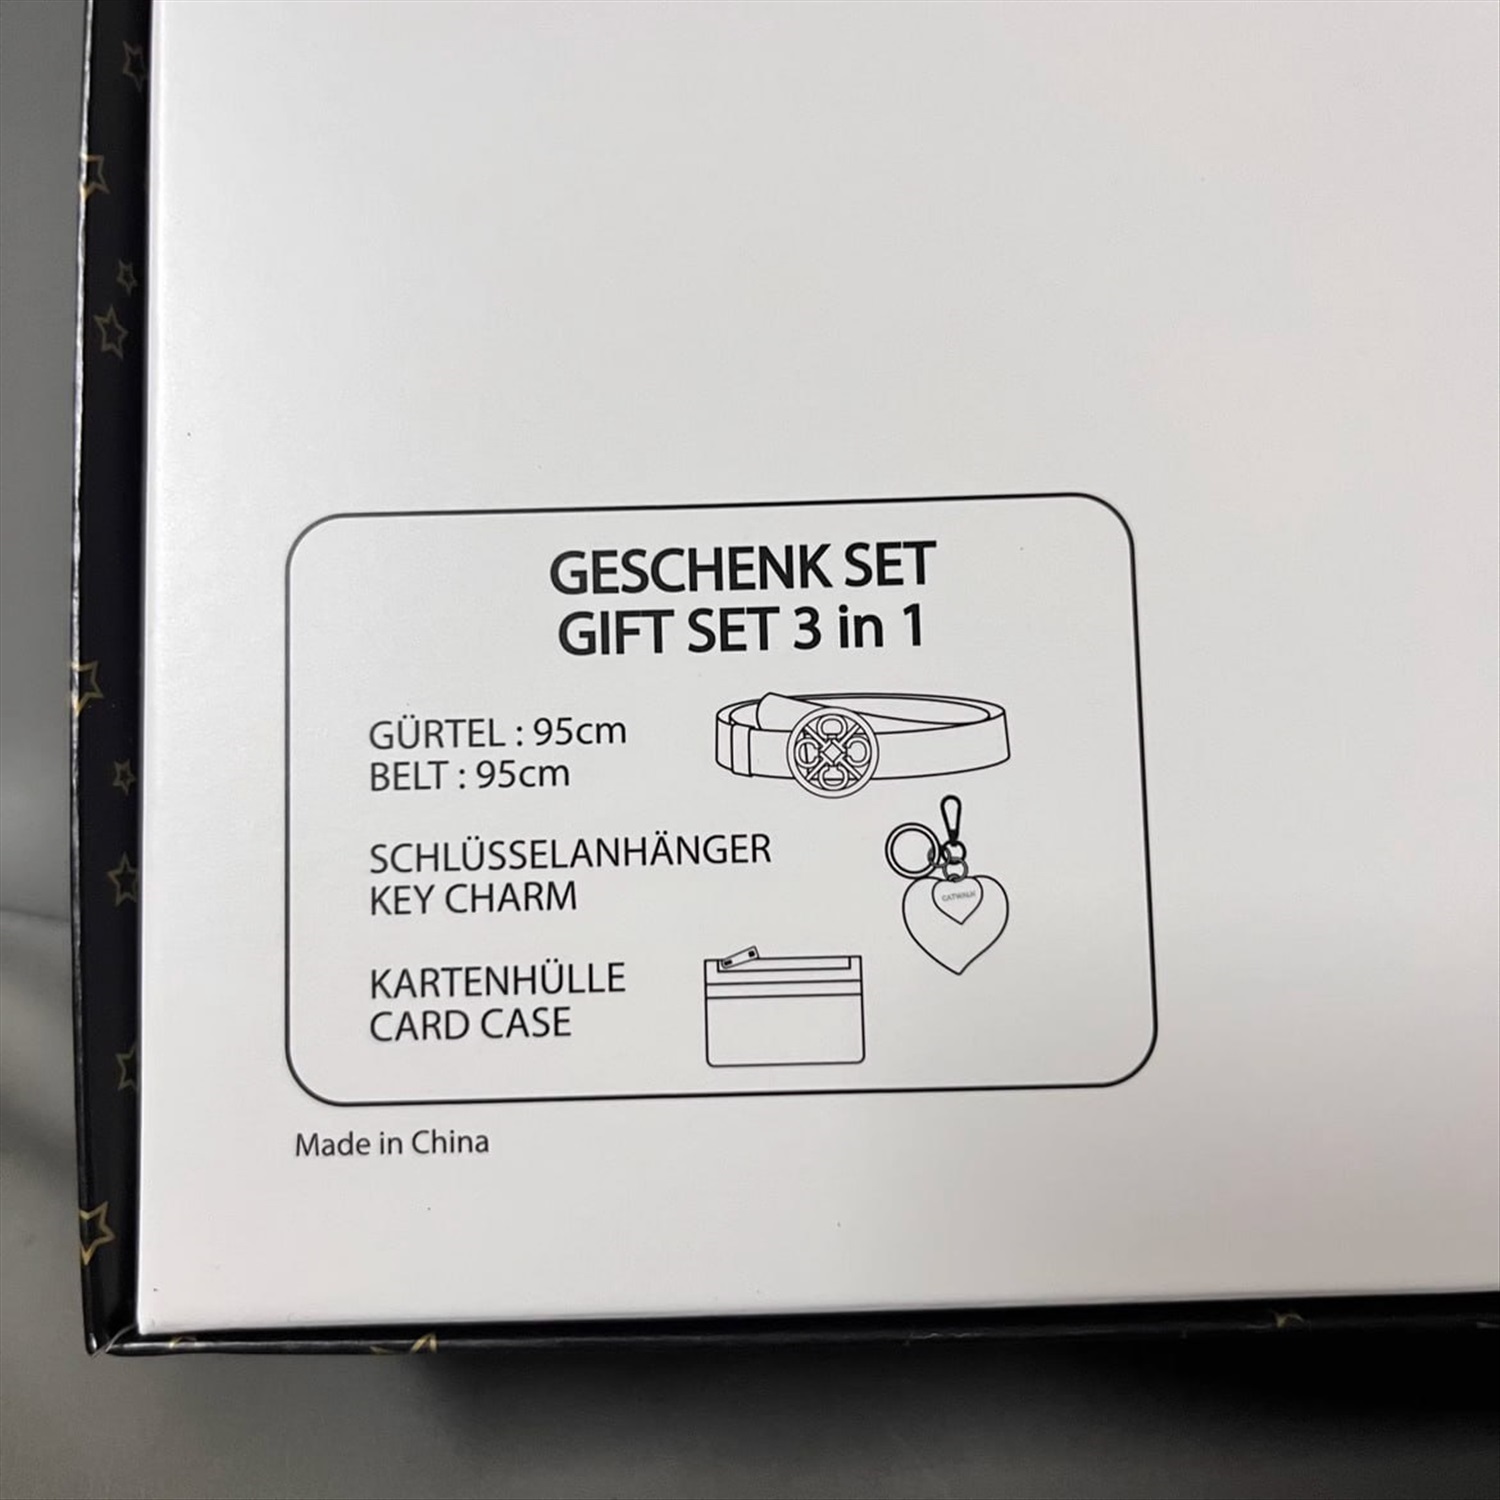 GESCHENK SET
GIFT SET 3 in 1
GÜRTEL : 95cm
BELT : 95cm
SCHLÜSSELANHÄNGER
KEY CHARM
CATWALK
KARTENHÜLLE
CARD CASE
Made in China